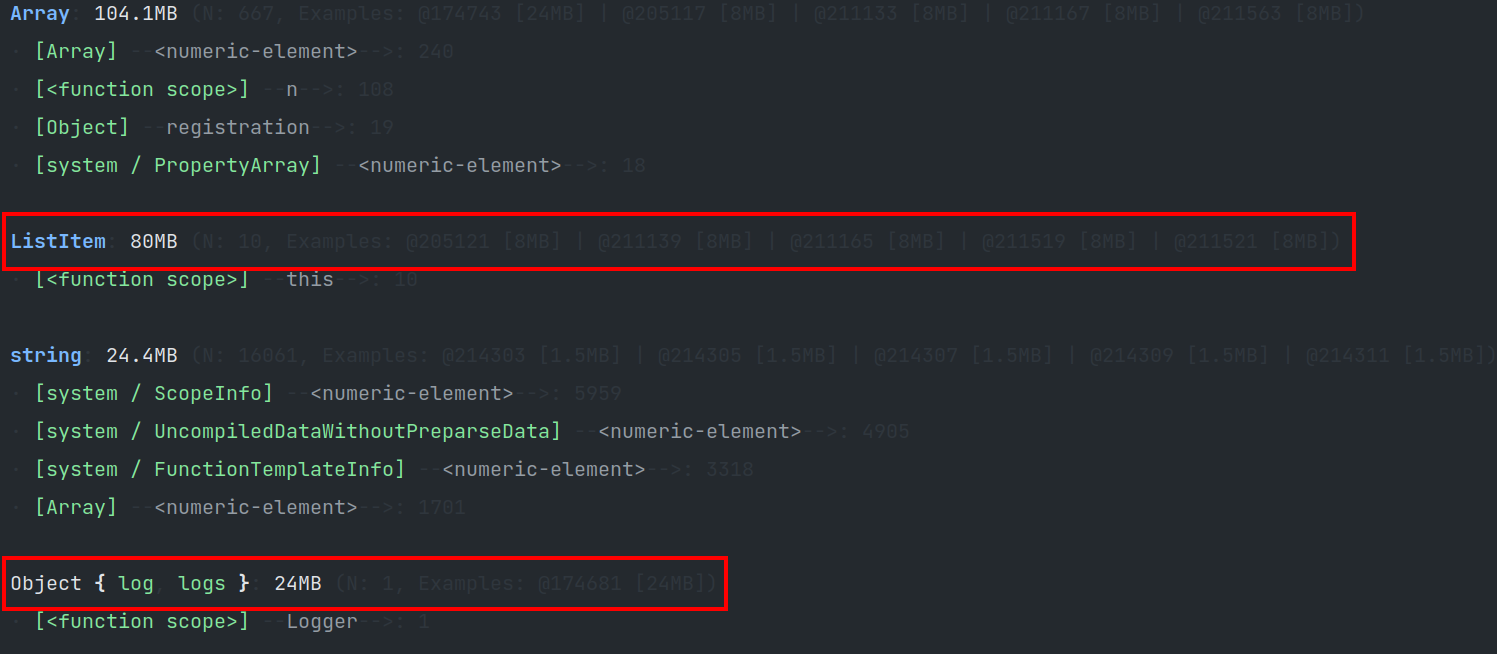 Array: 104.1MB (N: 667, Examples: @174743 [24MB] | @205117 [8MB] | @211133 [8MB] | @211167 [8MB] | @211563 [8MB])
· [Array] --<numeric-element>-->: 240
· [<function scope>] --n-->: 108
· [Object] --registration-->: 19
· [system / PropertyArray] --<numeric-element>-->: 18
ListItem: 80MB (N: 10, Examples: @205121 [8MB] | @211139 [8MB] | @211165 [8MB] | @211519 [8MB] | @211521 [8MB])
· [<function scope>] --this-->: 10
string: 24.4MB (N: 16061, Examples: @214303 [1.5MB] | @214305 [1.5MB] | @214307 [1.5MB] | @214309 [1.5MB] | @214311 [1.5MB])
· [system / ScopeInfo] --<numeric-element>-->: 5959
· [system / UncompiledDataWithoutPreparseData] --<numeric-element>-->: 4905
· [system / FunctionTemplateInfo] --<numeric-element>-->: 3318
· [Array] --<numeric-element>-->: 1701
Object { log, logs }: 24MB (N: 1, Examples: @174681 [24MB])
· [<function scope>] --Logger-->: 1